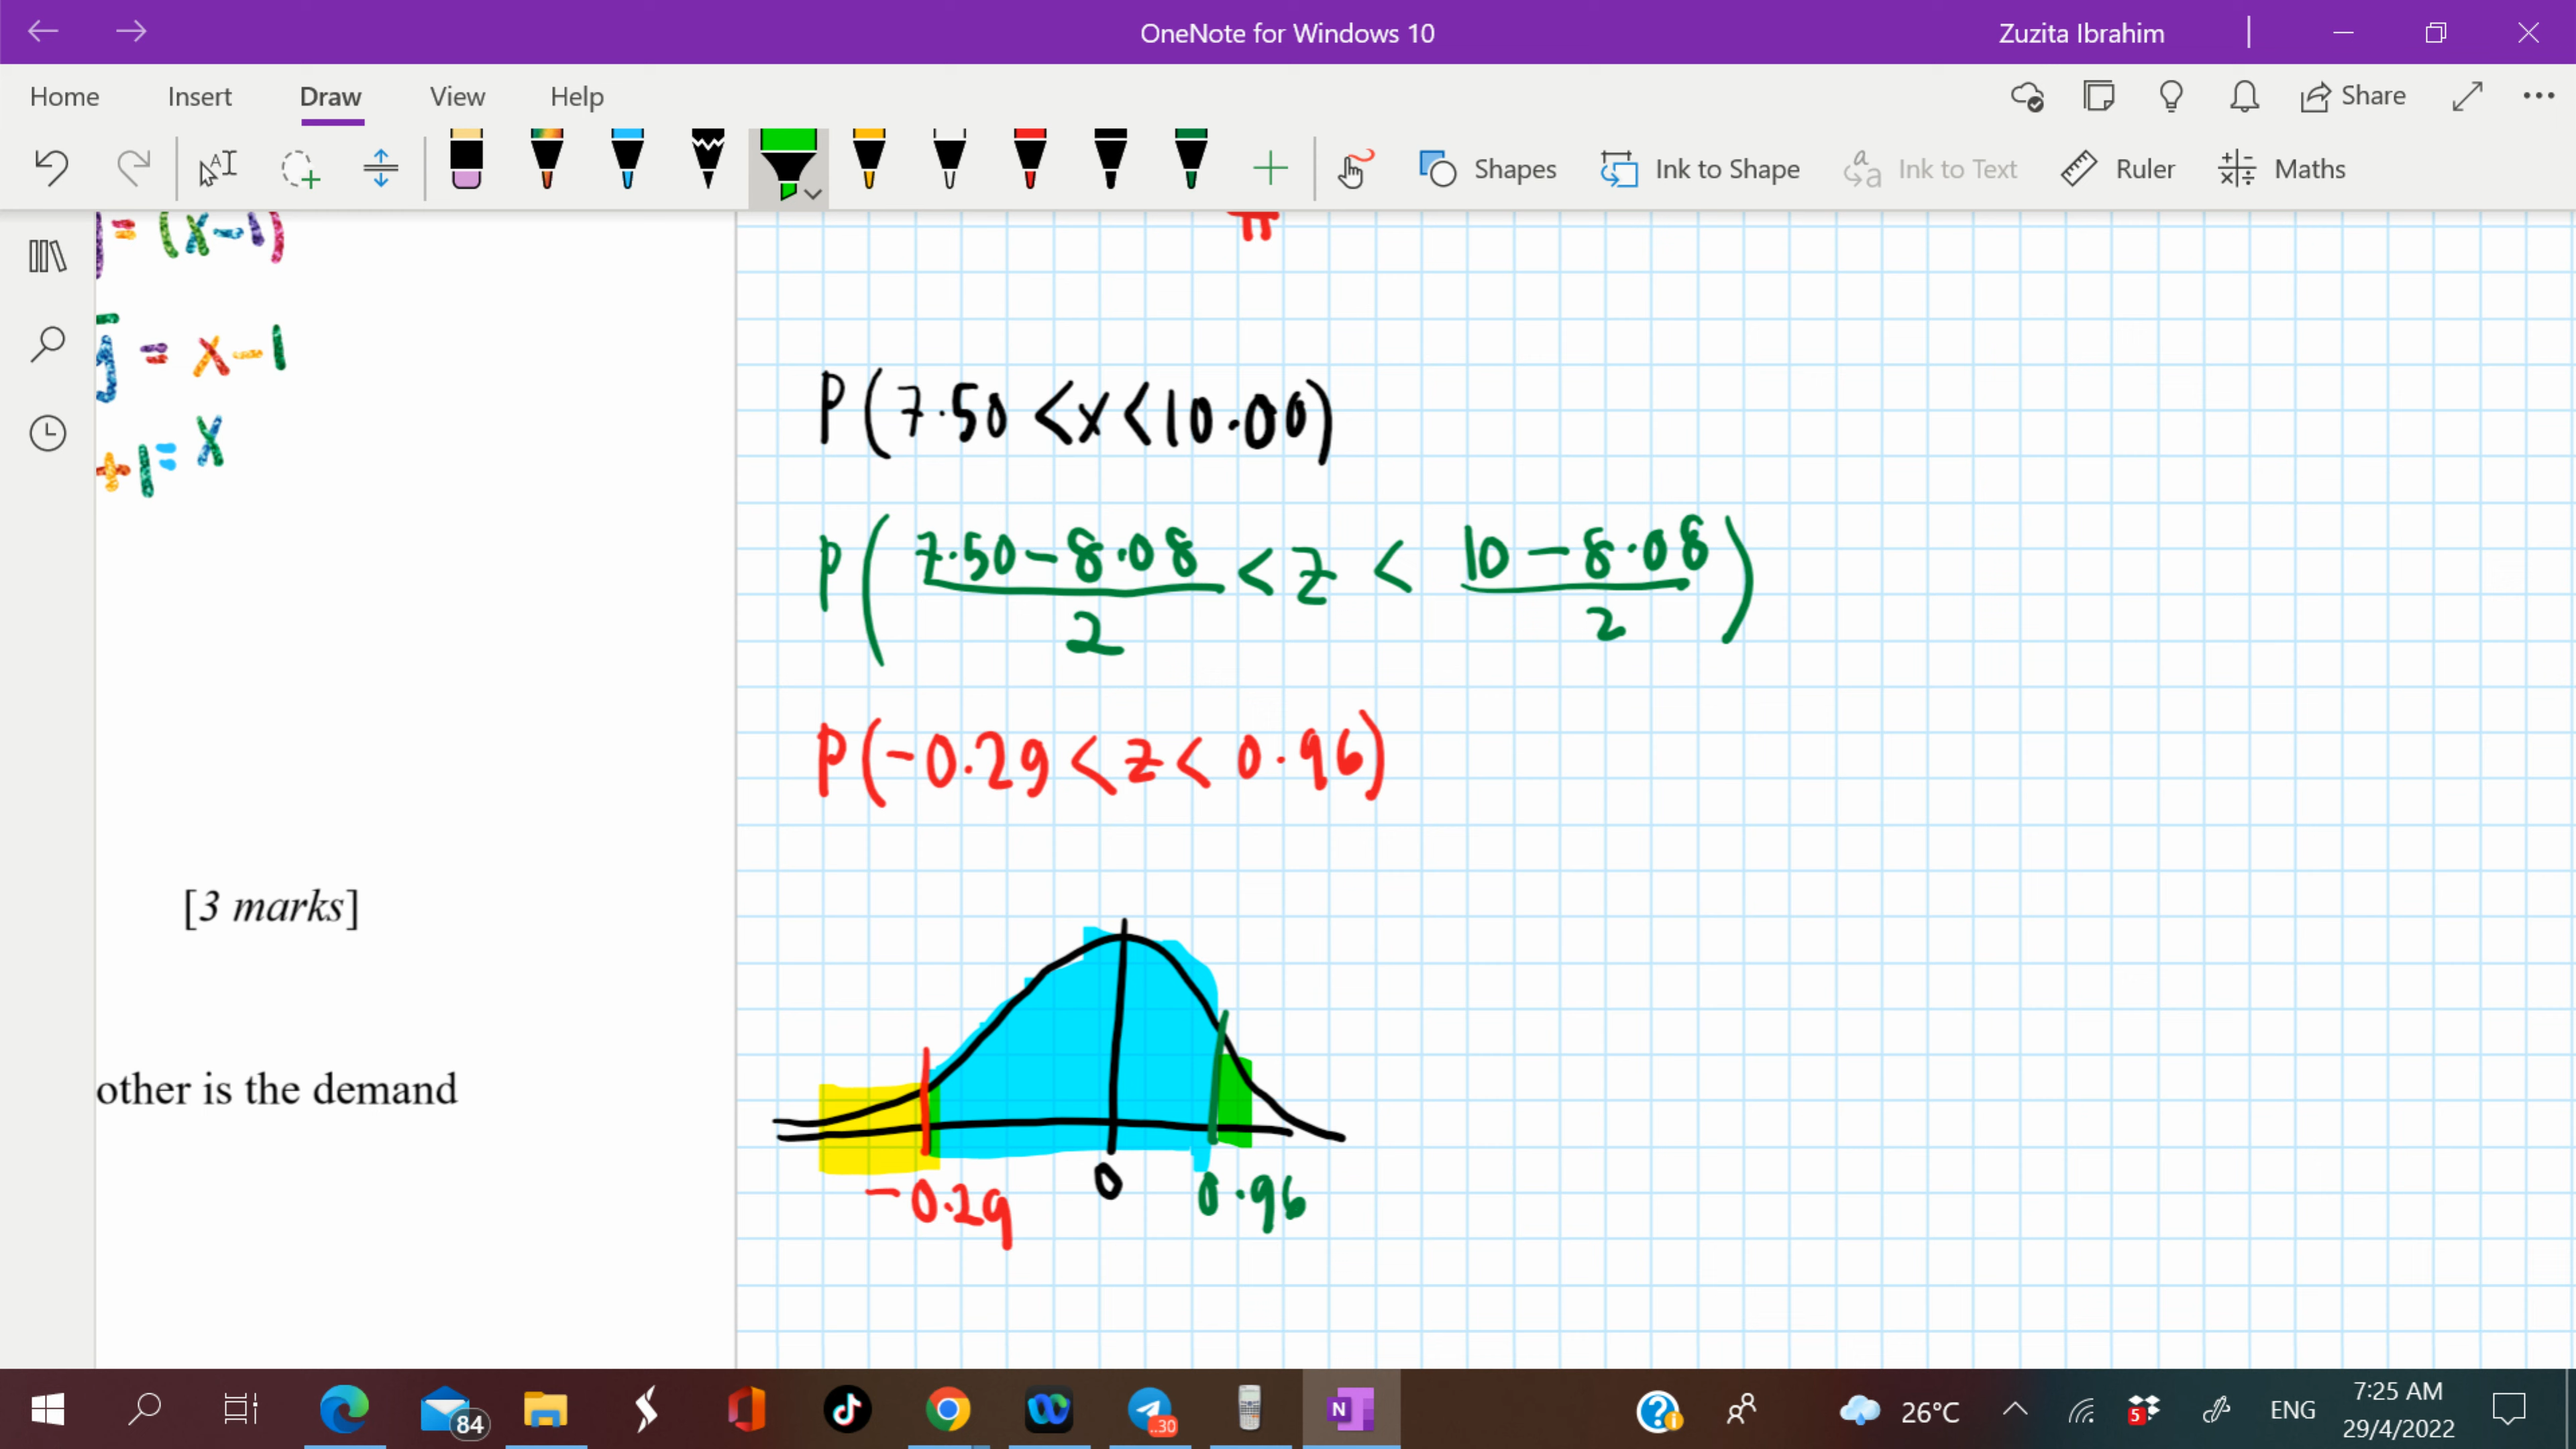 OneNote for Windows 10
Zuzita Ibrahim
Home Insert Draw View Help
Share
Shapes Ink to Shape Ink to Text Ruler Maths
= (x-1)
π
= x-1
+1= x
P(7.50 < x < 10.00)
P( 7.50 - 8.08 / 2 < z < 10 - 8.08 / 2 )
P(-0.29 < z < 0.96)
[3 marks]
other is the demand
-0.29 0 0.96
84
..30
26°C
5
ENG
7:25 AM
29/4/2022